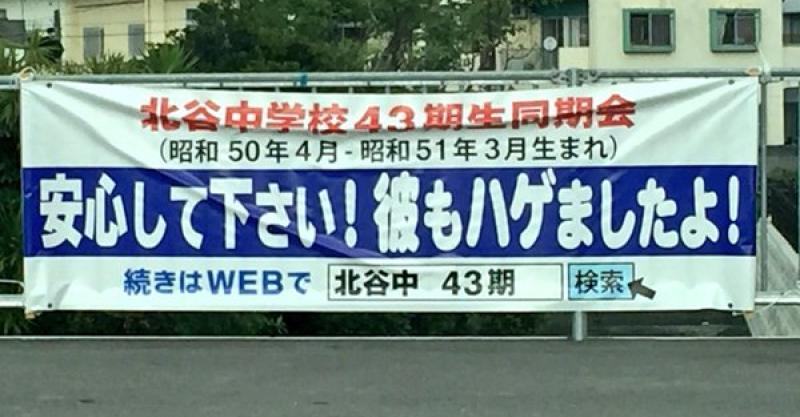 北谷中学校43期生同期会
(昭和50年4月-昭和51年3月生まれ)
安心して下さい!彼もハゲましたよ!
続きはWEBで 北谷中 43期 検索